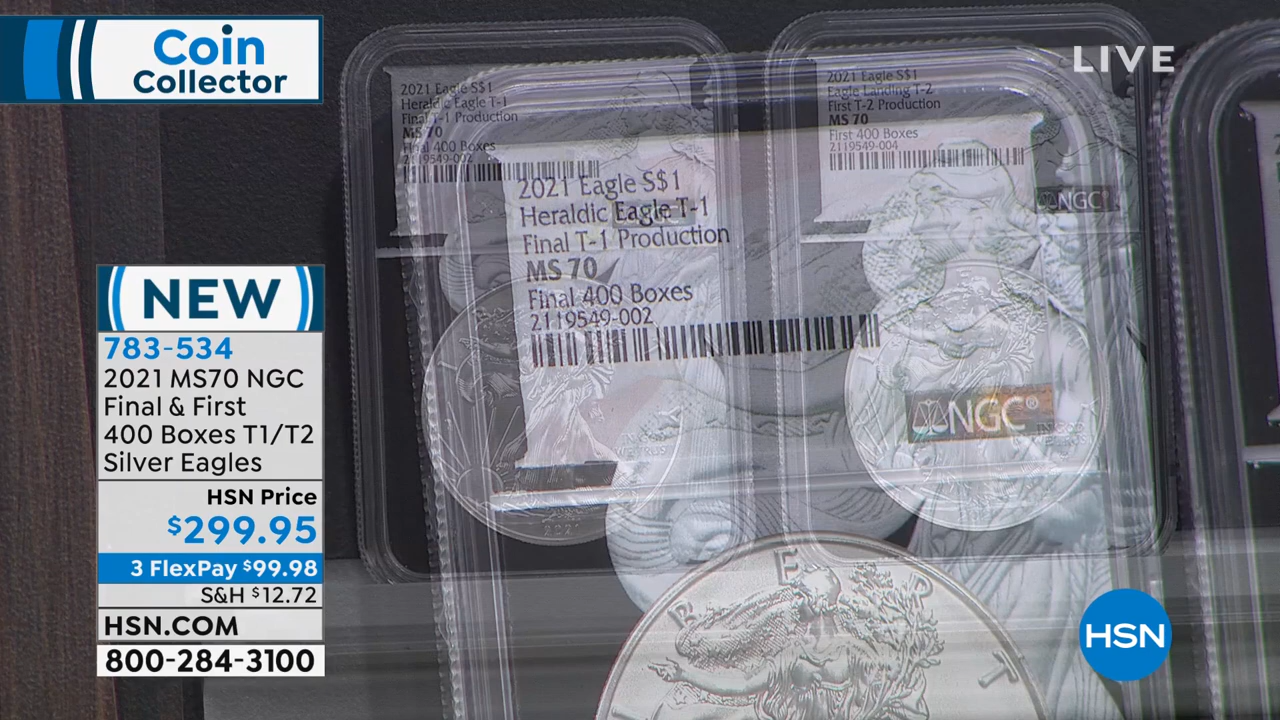 Coin
Collector
LIVE
NEW
783-534
2021 MS70 NGC
Final & First
400 Boxes T1/T2
Silver Eagles
HSN Price
$299.95
3 FlexPay $99.98
S&H $12.72
HSN.COM
800-284-3100
2021 Eagle S$1
Heraldic Eagle T-1
Final T-1 Production
MS 70
Final 400 Boxes
2119549-002
2021 Eagle S$1
Heraldic Eagle T-1
Final T-1 Production
MS 70
Final 400 Boxes
2119549-002
NGC®
2021 Eagle S$1
Eagle Landing T-2
First T-2 Production
MS 70
First 400 Boxes
2119549-004
NGC
2021
E
R
P
T
HSN